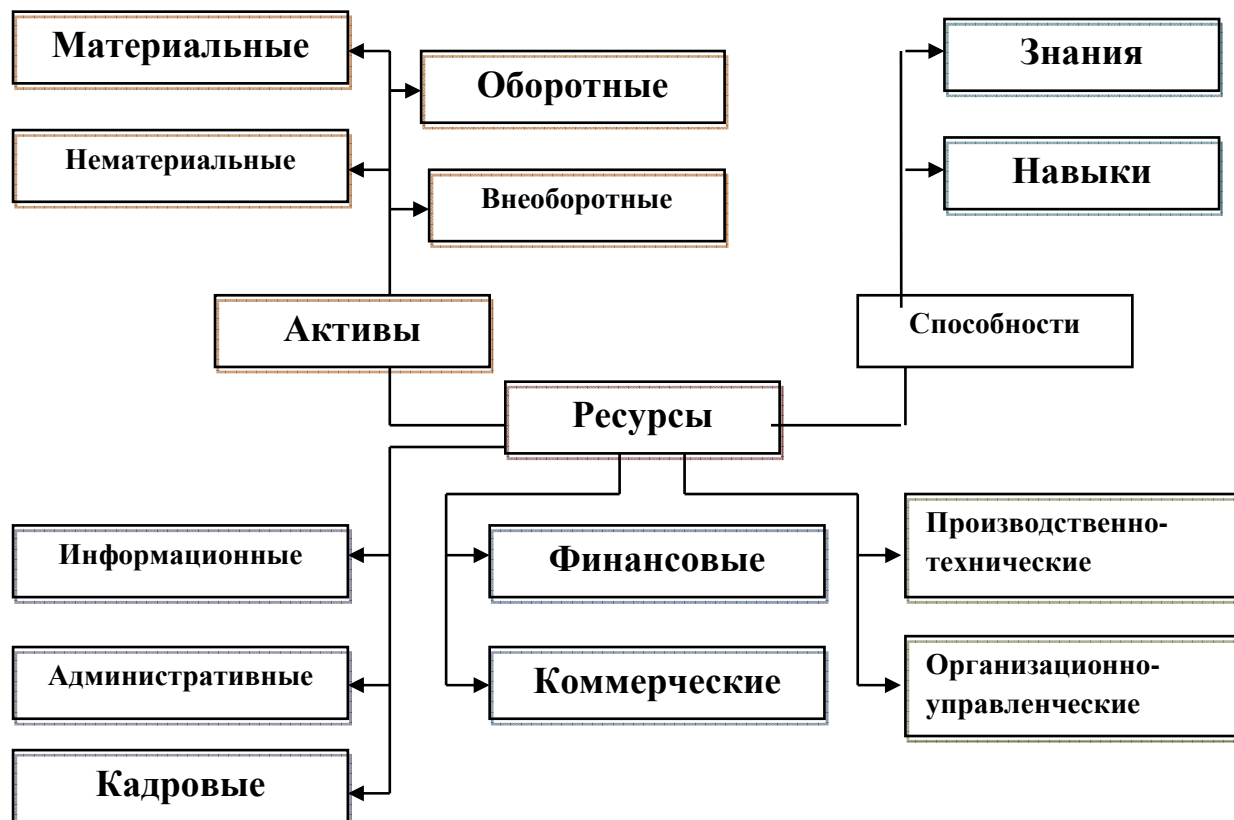 Материальные
Знания
Оборотные
Нематериальные
Навыки
Внеоборотные
Активы
Способности
Ресурсы
Информационные
Финансовые
Производственно-
технические
Административные
Коммерческие
Организационно-
управленческие
Кадровые